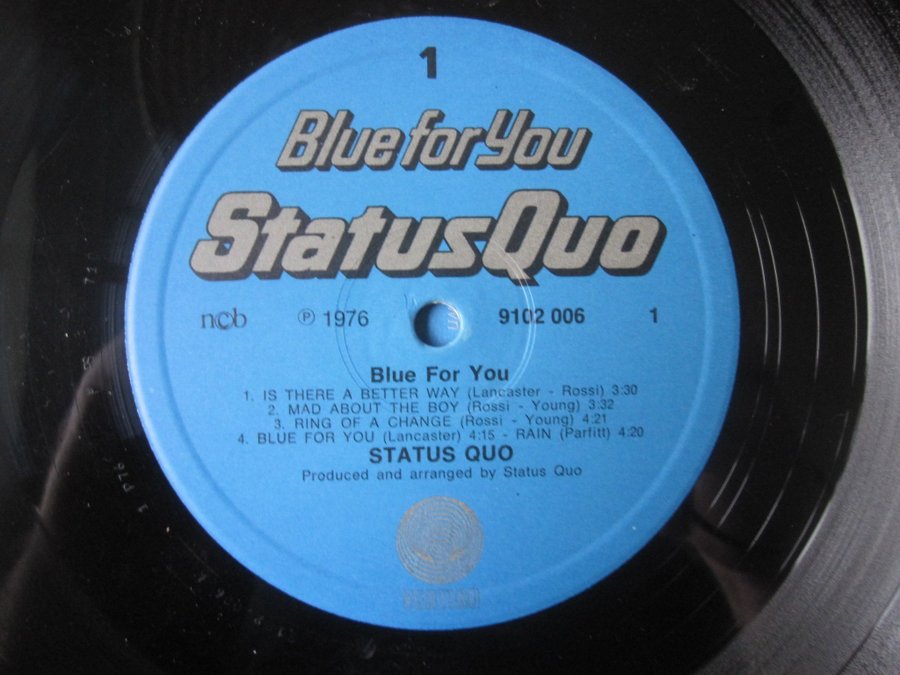 1
Blue for You
Status Quo
ncb ℗ 1976 9102 006 1
Blue For You
1. IS THERE A BETTER WAY (Lancaster - Rossi) 3:30
2. MAD ABOUT THE BOY (Rossi - Young) 3:32
3. RING OF A CHANGE (Rossi - Young) 4:21
4. BLUE FOR YOU (Lancaster) 4:15 - RAIN (Parfitt) 4:20
STATUS QUO
Produced and arranged by Status Quo